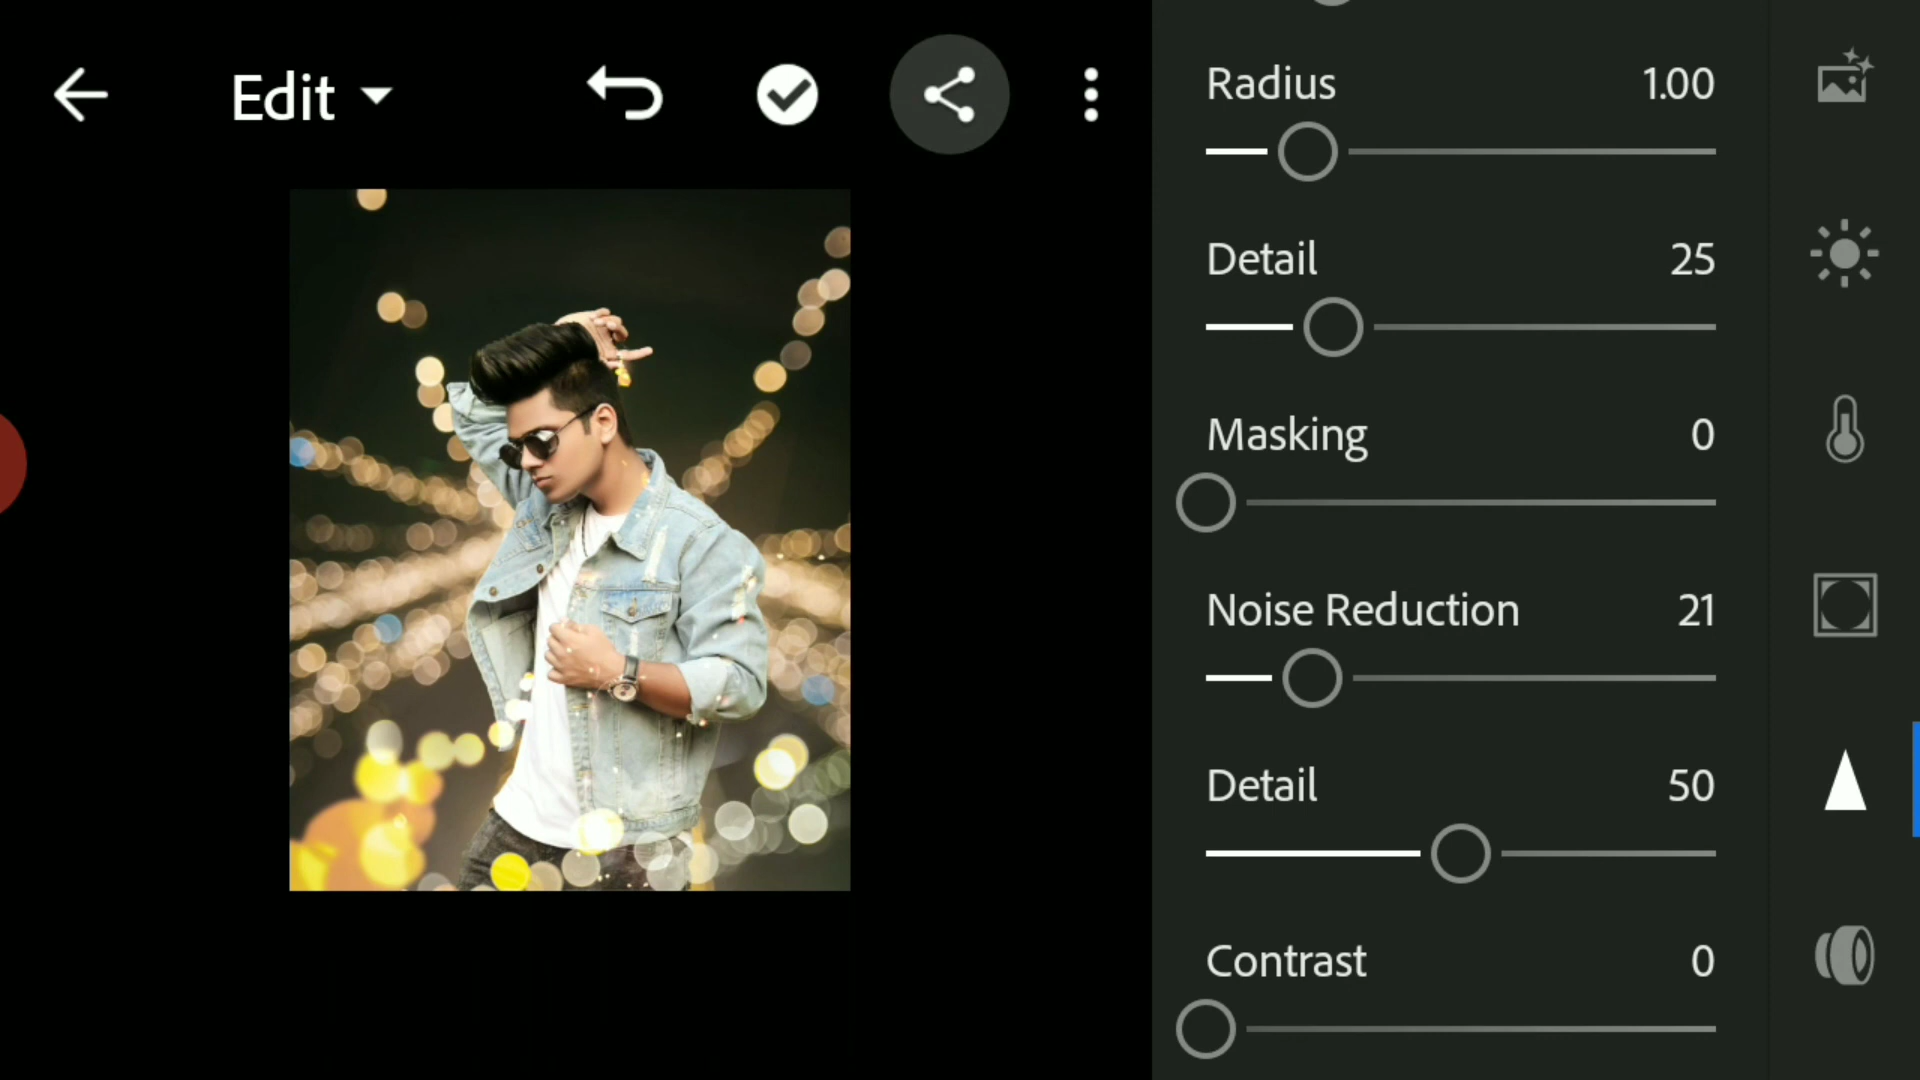 Edit
Radius 1.00
Detail 25
Masking 0
Noise Reduction 21
Detail 50
Contrast 0